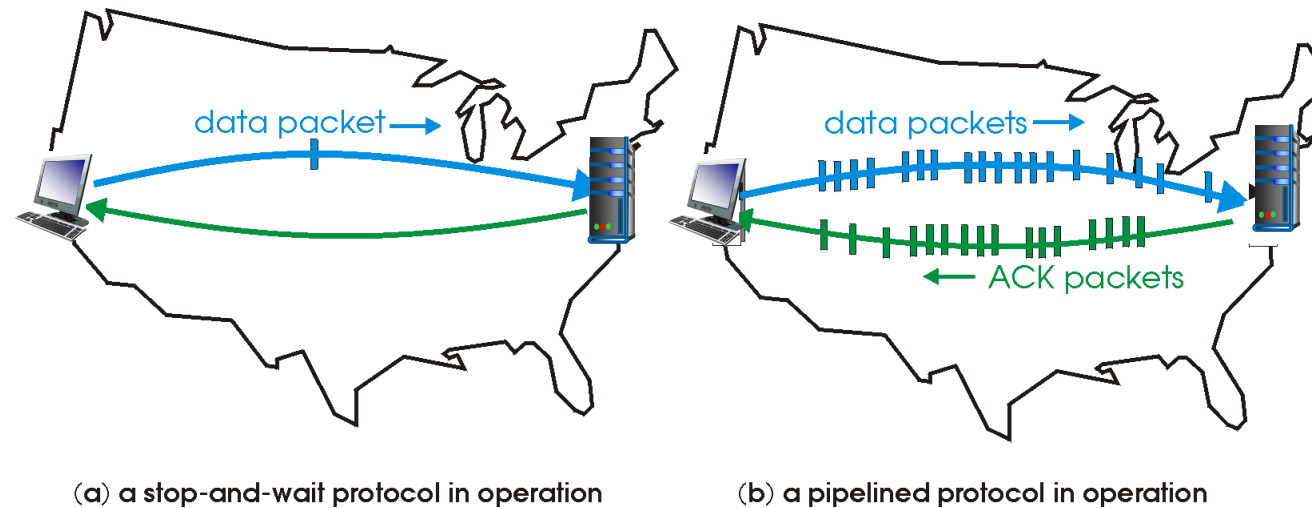 data packet
data packets
ACK packets
(a) a stop-and-wait protocol in operation
(b) a pipelined protocol in operation